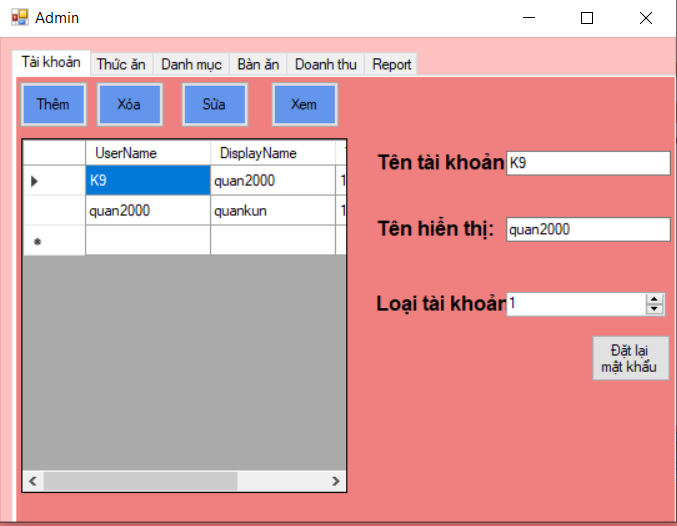 Admin
Tài khoản Thức ăn Danh mục Bàn ăn Doanh thu Report
Thêm Xóa Sửa Xem
UserName DisplayName
K9 quan2000 1
quan2000 quankun 1
Tên tài khoản K9
Tên hiển thị: quan2000
Loại tài khoản 1
Đặt lại
mật khẩu